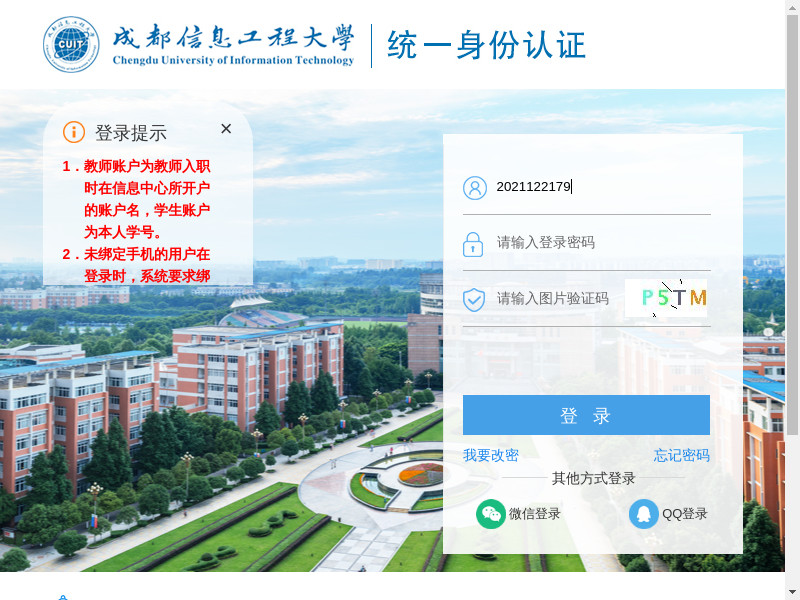 CUIT
成都信息工程大學
Chengdu University of Information Technology
统一身份认证
登录提示
×
1．教师账户为教师入职
时在信息中心所开户
的账户名，学生账户
为本人学号。
2．未绑定手机的用户在
登录时，系统要求绑
2021122179
请输入登录密码
请输入图片验证码
P5TM
登 录
我要改密
忘记密码
其他方式登录
微信登录
QQ登录